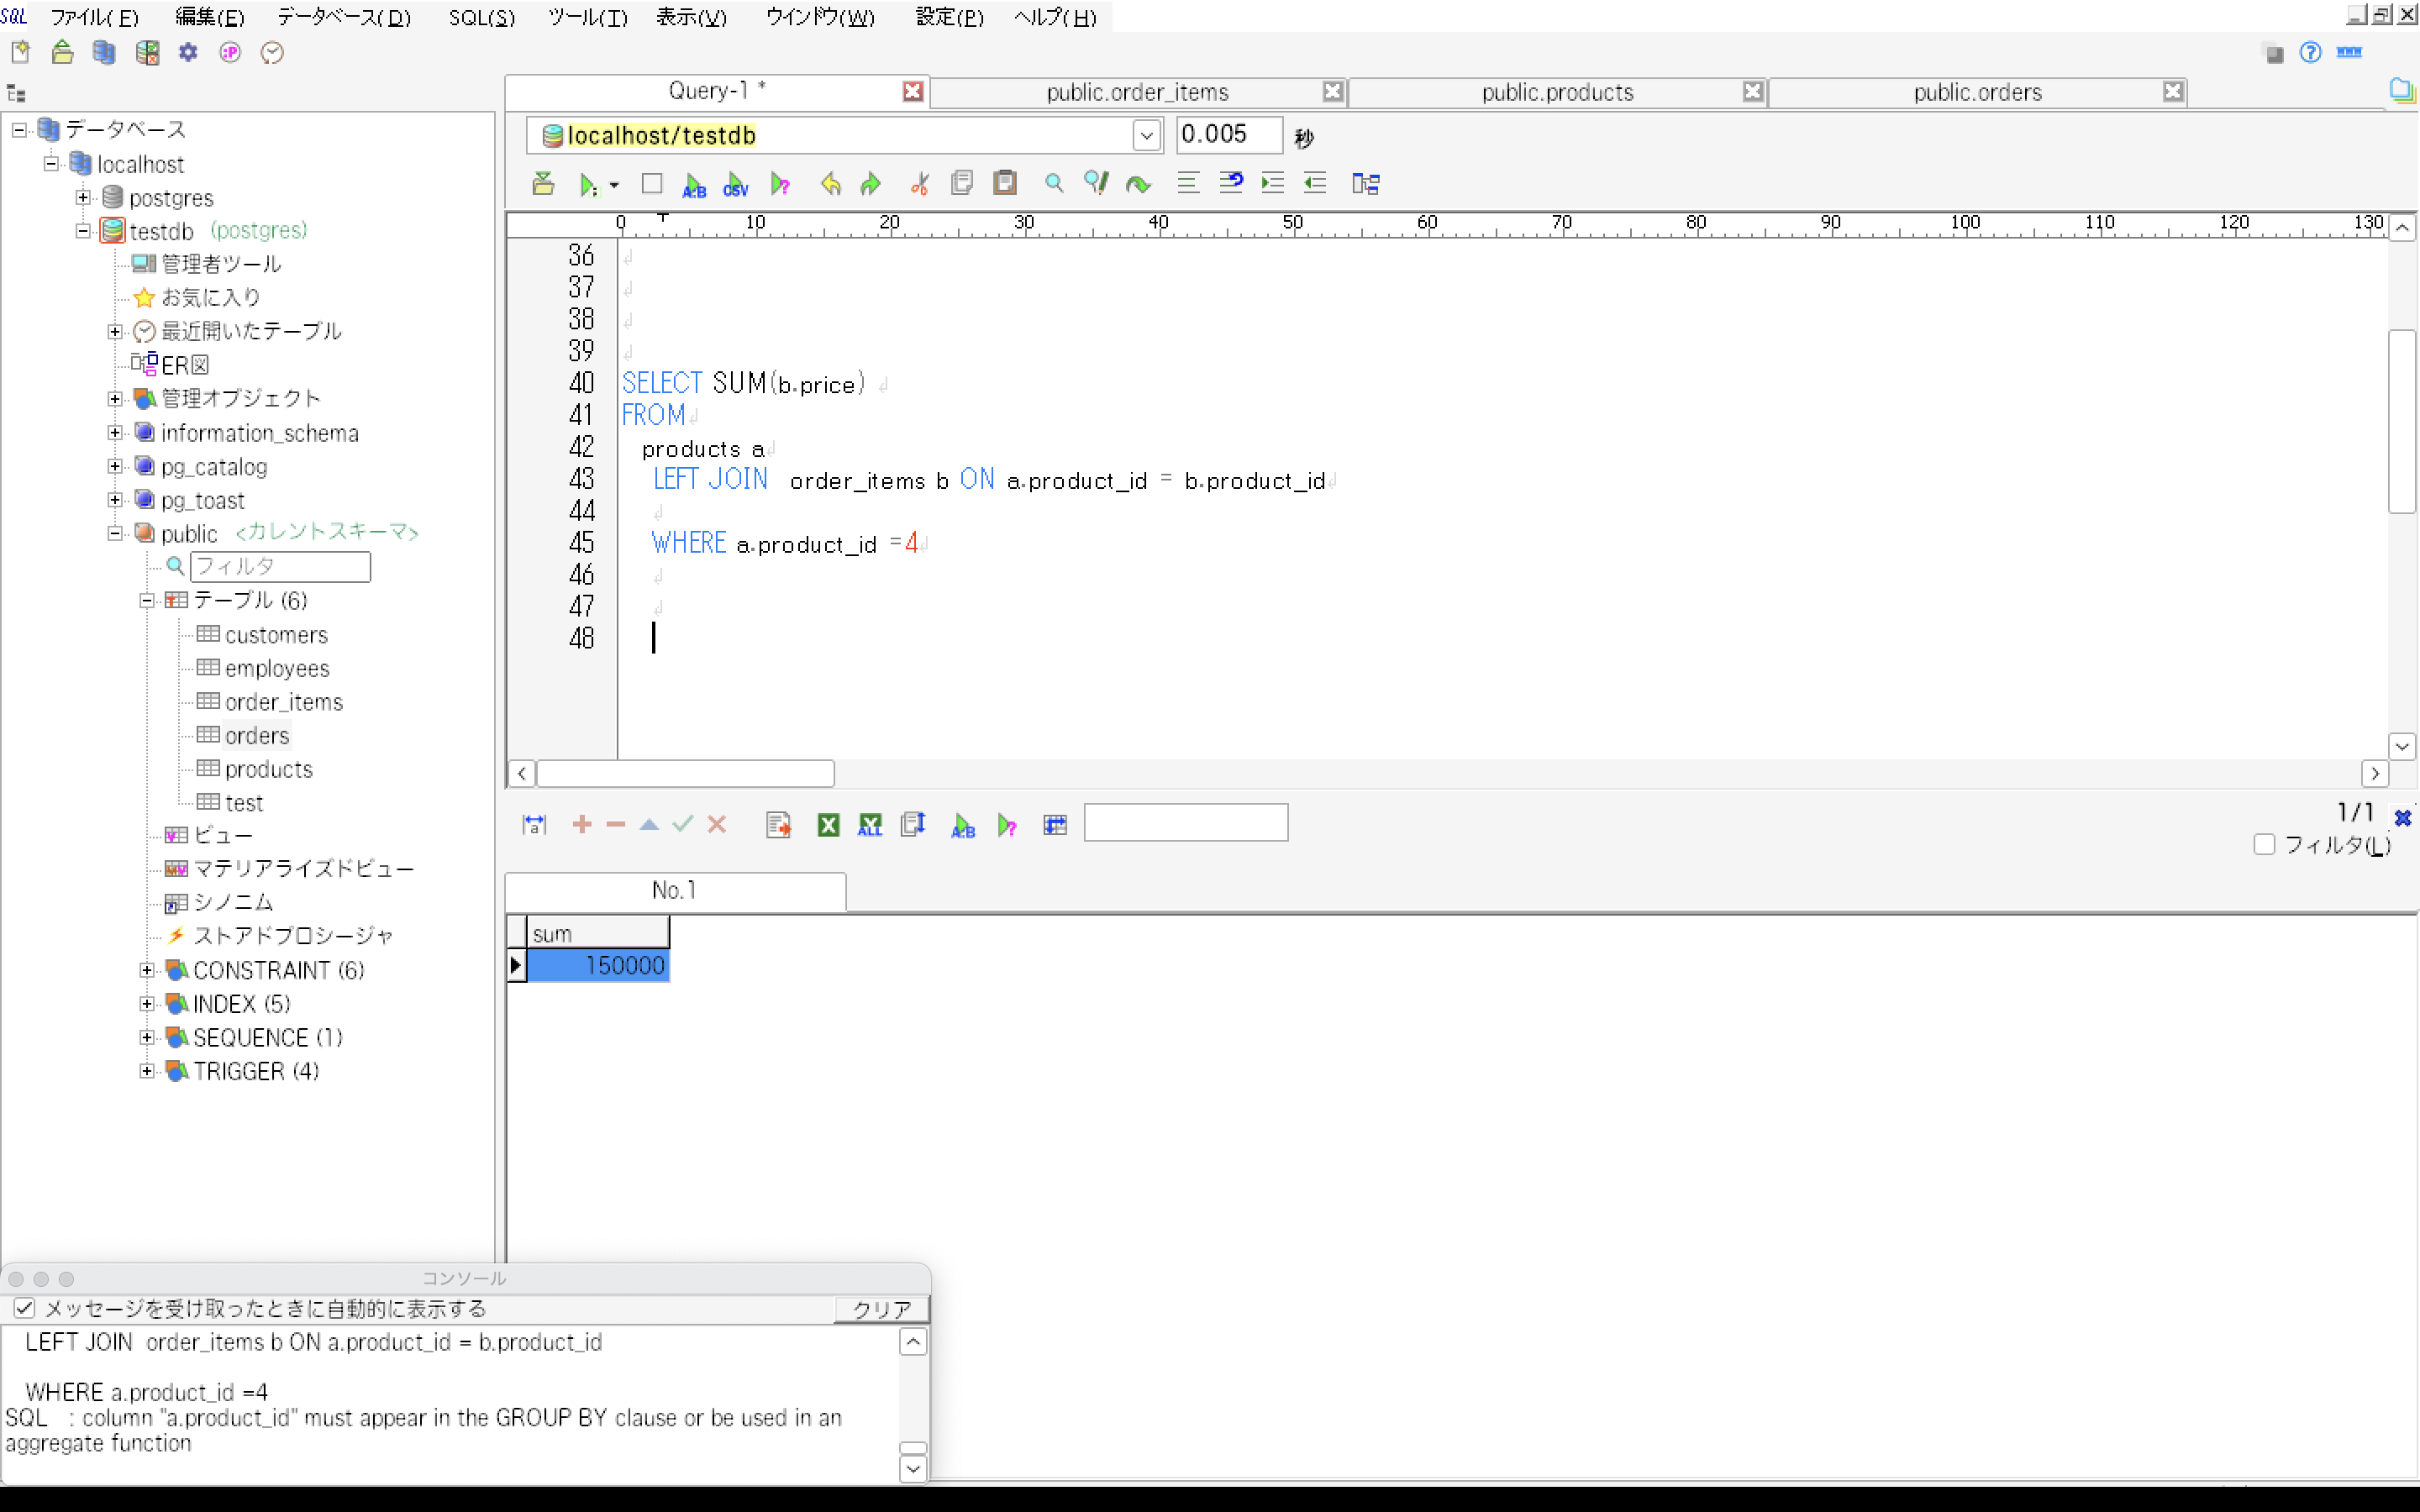 SQL ファイル(F) 編集(E) データベース(D) SQL(S) ツール(T) 表示(V) ウインドウ(W) 設定(P) ヘルプ(H)
Query-1 * public.order_items public.products public.orders
データベース
localhost
postgres
testdb (postgres)
管理者ツール
お気に入り
最近開いたテーブル
ER図
管理オブジェクト
information_schema
pg_catalog
pg_toast
public <カレントスキーマ>
フィルタ
テーブル (6)
customers
employees
order_items
orders
products
test
ビュー
マテリアライズドビュー
シノニム
ストアドプロシージャ
CONSTRAINT (6)
INDEX (5)
SEQUENCE (1)
TRIGGER (4)
localhost/testdb 0.005 秒
A:B CSV
0 10 20 30 40 50 60 70 80 90 100 110 120 130
36
37
38
39
40 SELECT SUM(b.price)
41 FROM
42 products a
43 LEFT JOIN order_items b ON a.product_id = b.product_id
44
45 WHERE a.product_id =4
46
47
48
ALL A:B
1/1
フィルタ(L)
No.1
sum
150000
コンソール
メッセージを受け取ったときに自動的に表示する クリア
LEFT JOIN order_items b ON a.product_id = b.product_id
WHERE a.product_id =4
SQL : column "a.product_id" must appear in the GROUP BY clause or be used in an
aggregate function